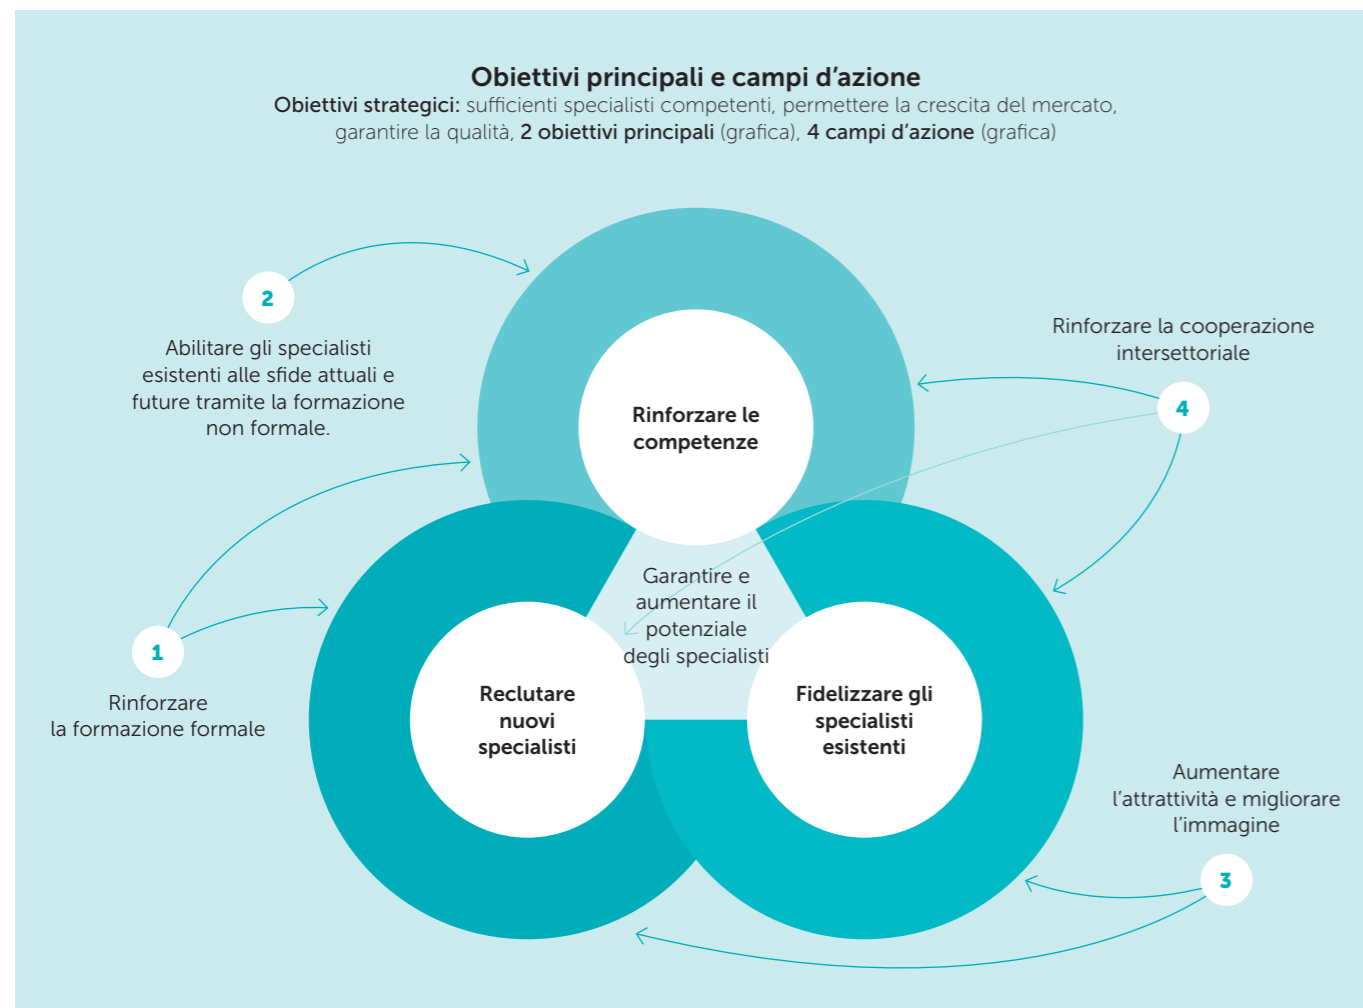 Obiettivi principali e campi d’azione
Obiettivi strategici: sufficienti specialisti competenti, permettere la crescita del mercato,
garantire la qualità, 2 obiettivi principali (grafica), 4 campi d’azione (grafica)
2
Abilitare gli specialisti
esistenti alle sfide attuali e
future tramite la formazione
non formale.
Rinforzare la cooperazione
intersettoriale
4
Rinforzare le
competenze
Garantire e
aumentare il
potenziale
degli specialisti
1
Rinforzare
la formazione formale
Reclutare
nuovi
specialisti
Fidelizzare gli
specialisti
esistenti
Aumentare
l’attrattività e migliorare
l’immagine
3